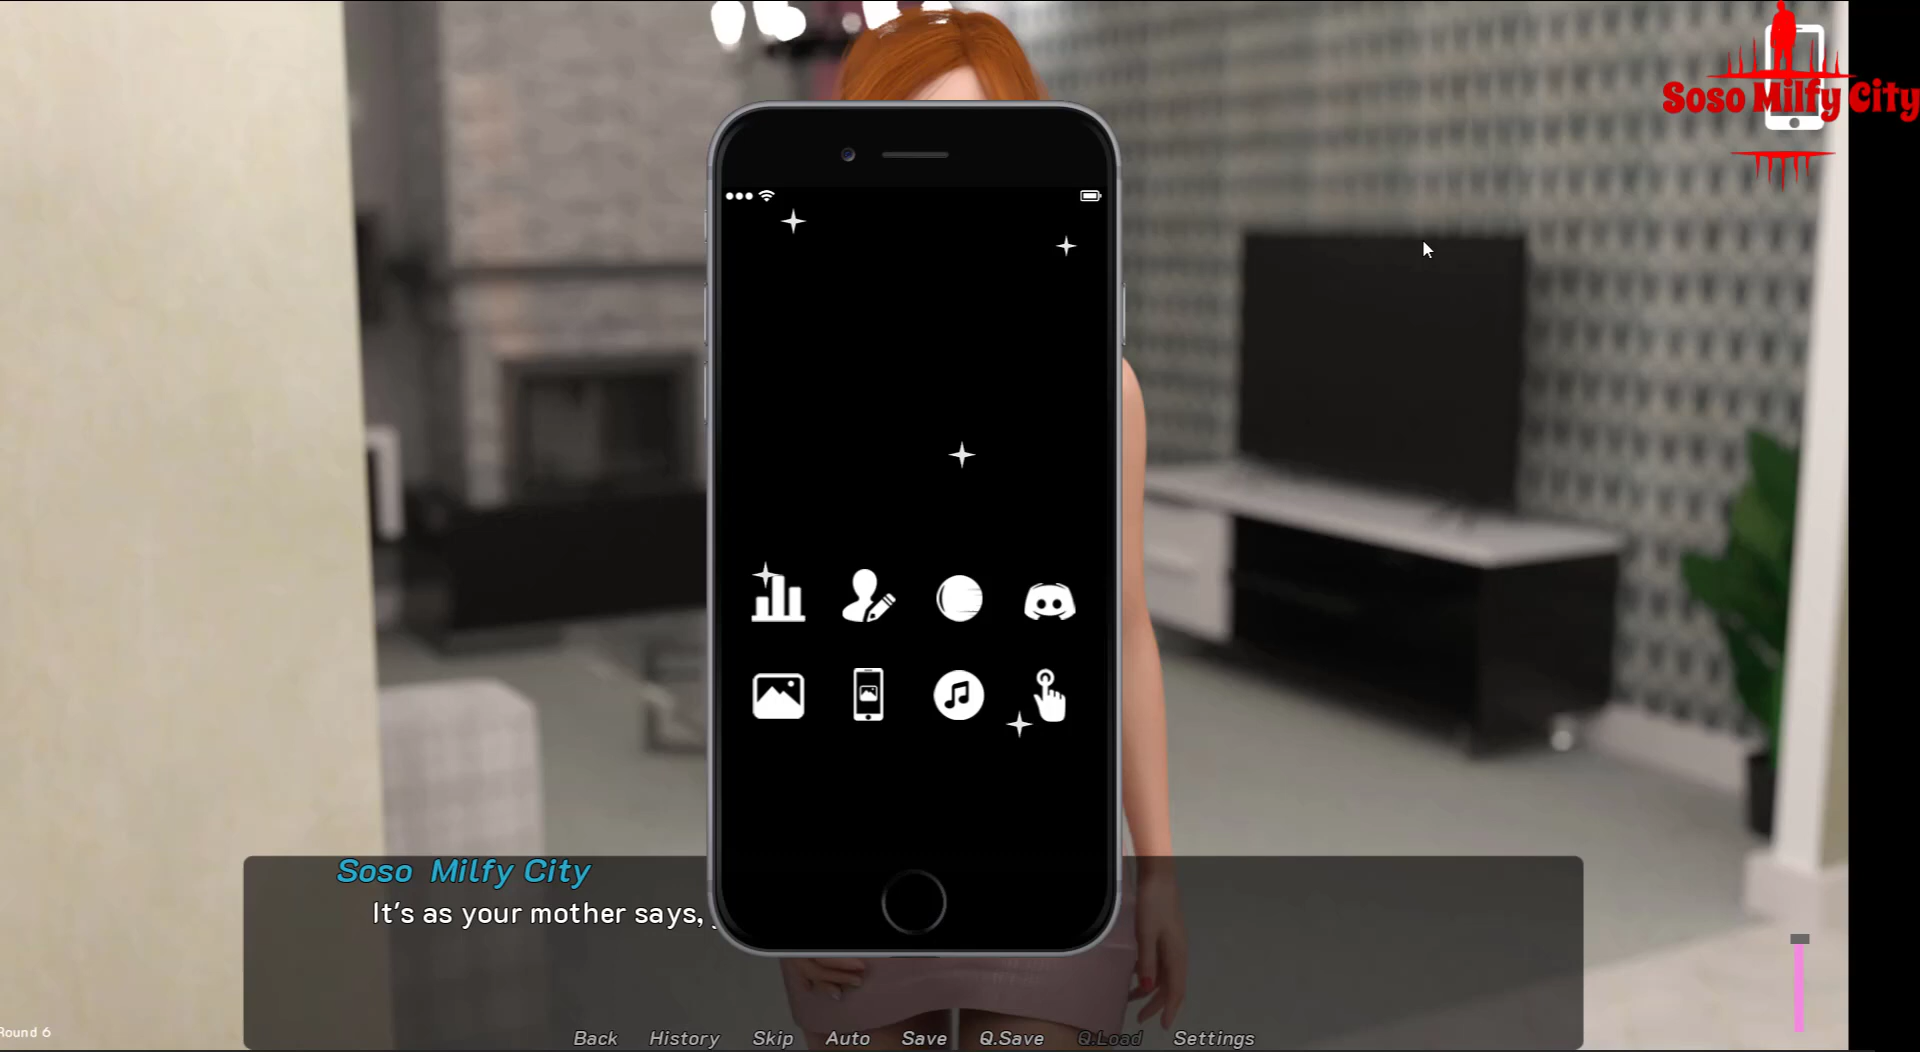 Soso Milfy City
Soso Milfy City
It's as your mother says,
Round 6
Back History Skip Auto Save Q.Save Q.Load Settings